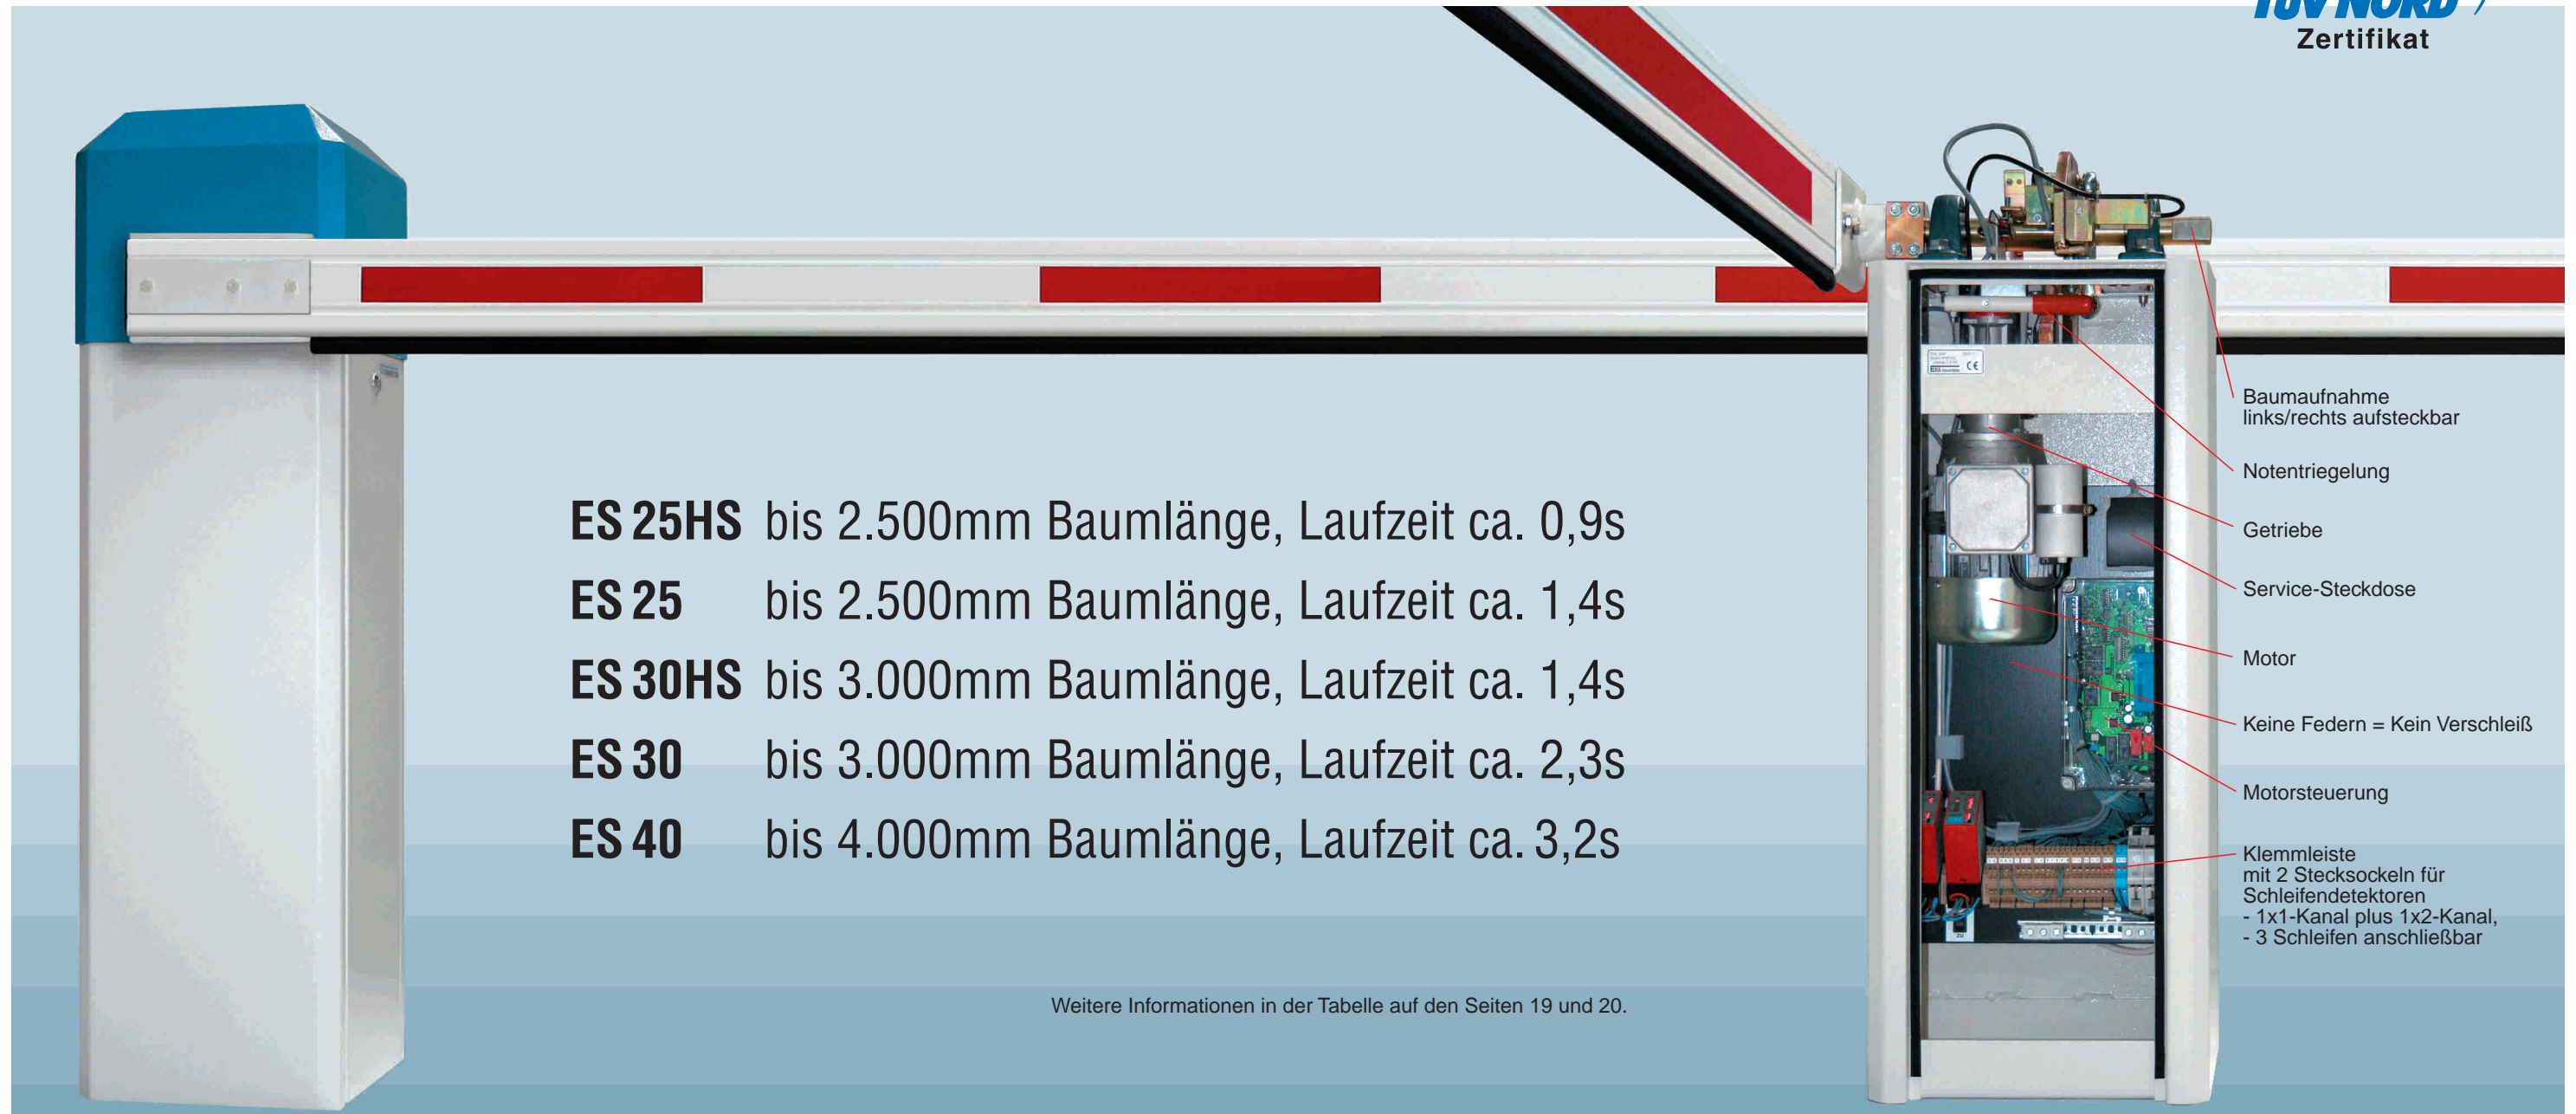 TÜV NORD
Zertifikat
ES 25HS bis 2.500mm Baumlänge, Laufzeit ca. 0,9s
ES 25 bis 2.500mm Baumlänge, Laufzeit ca. 1,4s
ES 30HS bis 3.000mm Baumlänge, Laufzeit ca. 1,4s
ES 30 bis 3.000mm Baumlänge, Laufzeit ca. 2,3s
ES 40 bis 4.000mm Baumlänge, Laufzeit ca. 3,2s
Weitere Informationen in der Tabelle auf den Seiten 19 und 20.
Baumaufnahme
links/rechts aufsteckbar
Notentriegelung
Getriebe
Service-Steckdose
Motor
Keine Federn = Kein Verschleiß
Motorsteuerung
Klemmleiste
mit 2 Stecksockeln für
Schleifendetektoren
- 1x1-Kanal plus 1x2-Kanal,
- 3 Schleifen anschließbar
CE
ZU